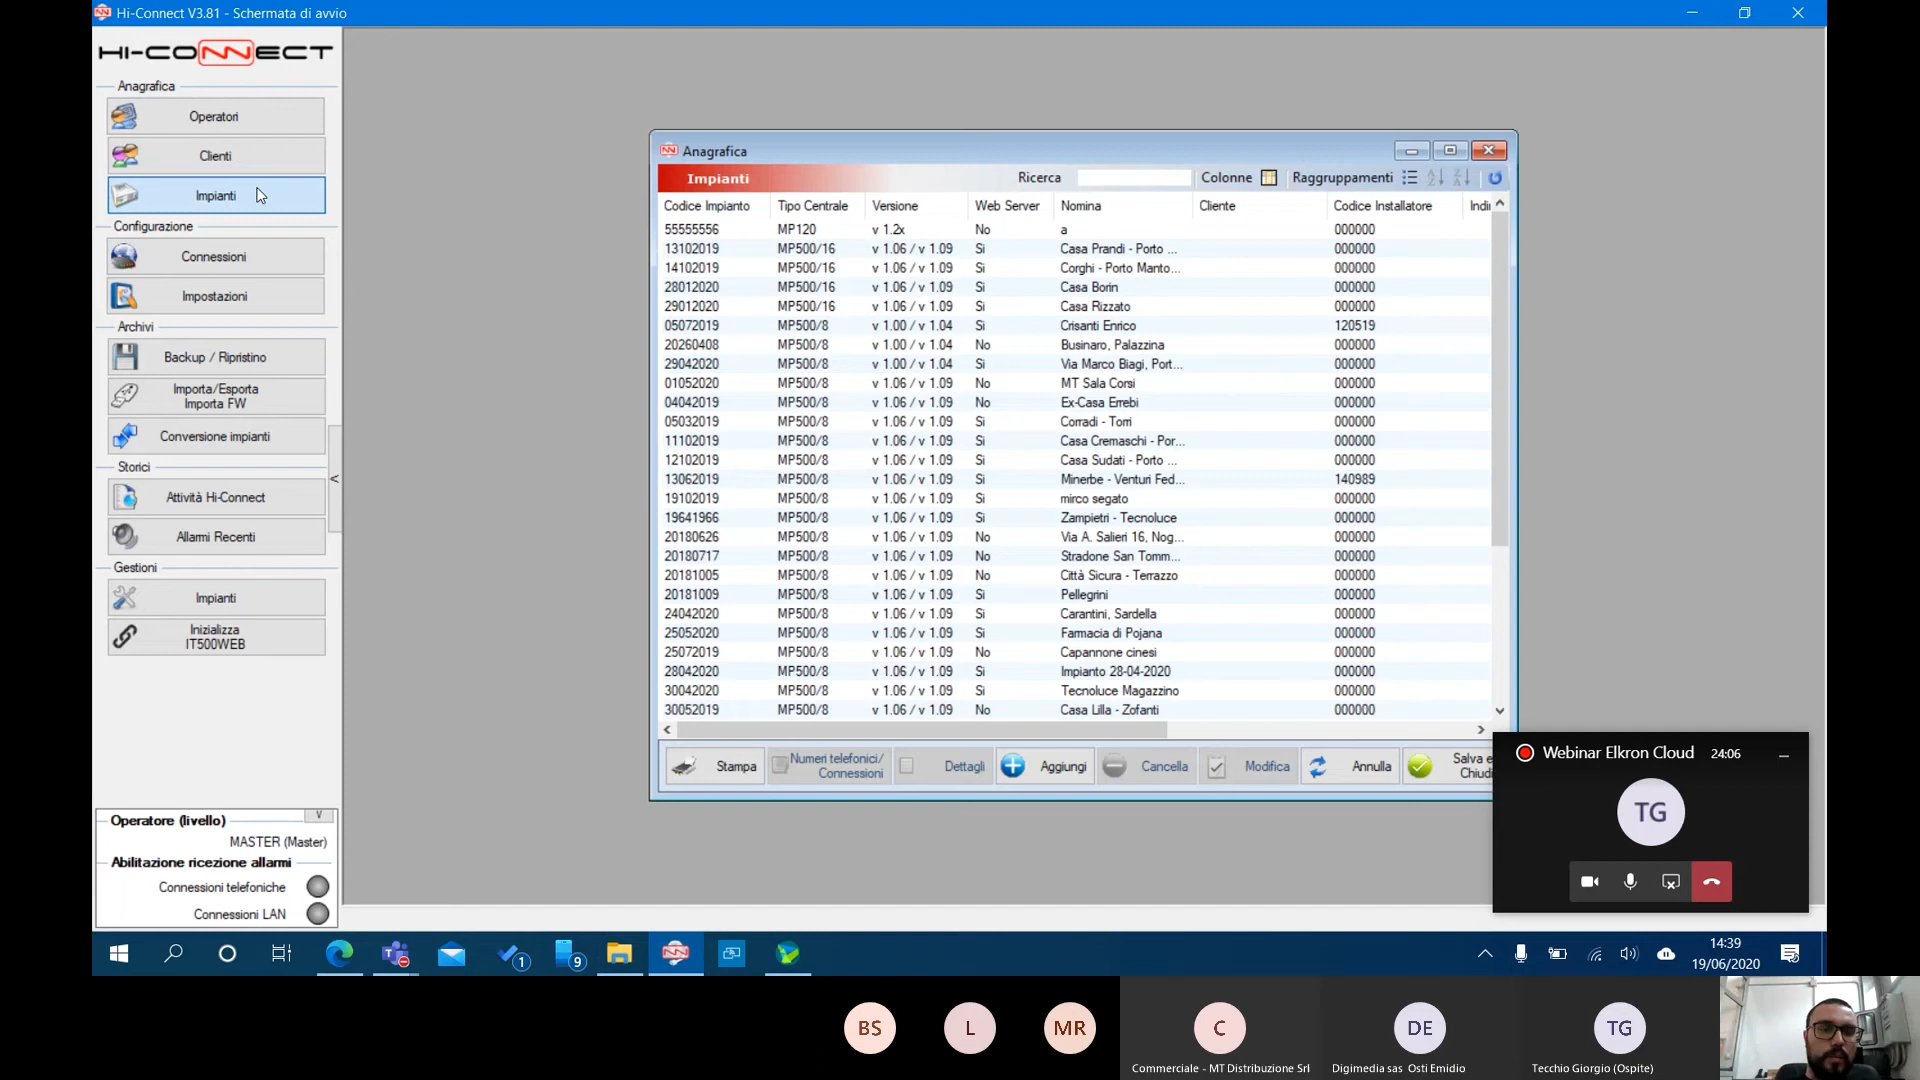 Hi-Connect V3.81 - Schermata di avvio
HI-CONNECT
Anagrafica
Operatori
Clienti
Impianti
Configurazione
Connessioni
Impostazioni
Archivi
Backup / Ripristino
Importa/Esporta
Importa FW
Conversione impianti
Storici
Attività Hi-Connect
Allarmi Recenti
Gestioni
Impianti
Inizializza
IT500WEB
<
Operatore (livello) V
MASTER (Master)
Abilitazione ricezione allarmi
Connessioni telefoniche
Connessioni LAN
Anagrafica
Impianti Ricerca Colonne Raggruppamenti
Codice Impianto Tipo Centrale Versione Web Server Nomina Cliente Codice Installatore Indi
55555556 MP120 v 1.2x No a 000000
13102019 MP500/16 v 1.06 / v 1.09 Si Casa Prandi - Porto ... 000000
14102019 MP500/16 v 1.06 / v 1.09 Si Corghi - Porto Manto... 000000
28012020 MP500/16 v 1.06 / v 1.09 Si Casa Borin 000000
29012020 MP500/16 v 1.06 / v 1.09 Si Casa Rizzato 000000
05072019 MP500/8 v 1.00 / v 1.04 Si Crisanti Enrico 120519
20260408 MP500/8 v 1.00 / v 1.04 No Businaro, Palazzina 000000
29042020 MP500/8 v 1.00 / v 1.04 Si Via Marco Biagi, Port... 000000
01052020 MP500/8 v 1.06 / v 1.09 No MT Sala Corsi 000000
04042019 MP500/8 v 1.06 / v 1.09 No Ex-Casa Errebi 000000
05032019 MP500/8 v 1.06 / v 1.09 Si Corradi - Torri 000000
11102019 MP500/8 v 1.06 / v 1.09 Si Casa Cremaschi - Por... 000000
12102019 MP500/8 v 1.06 / v 1.09 Si Casa Sudati - Porto ... 000000
13062019 MP500/8 v 1.06 / v 1.09 Si Minerbe - Venturi Fed... 140989
19102019 MP500/8 v 1.06 / v 1.09 Si mirco segato 000000
19641966 MP500/8 v 1.06 / v 1.09 Si Zampietri - Tecnoluce 000000
20180626 MP500/8 v 1.06 / v 1.09 No Via A. Salieri 16, Nog... 000000
20180717 MP500/8 v 1.06 / v 1.09 No Stradone San Tomm... 000000
20181005 MP500/8 v 1.06 / v 1.09 No Città Sicura - Terrazzo 000000
20181009 MP500/8 v 1.06 / v 1.09 Si Pellegrini 000000
24042020 MP500/8 v 1.06 / v 1.09 Si Carantini, Sardella 000000
25052020 MP500/8 v 1.06 / v 1.09 Si Farmacia di Pojana 000000
25072019 MP500/8 v 1.06 / v 1.09 No Capannone cinesi 000000
28042020 MP500/8 v 1.06 / v 1.09 Si Impianto 28-04-2020 000000
30042020 MP500/8 v 1.06 / v 1.09 Si Tecnoluce Magazzino 000000
30052019 MP500/8 v 1.06 / v 1.09 No Casa Lilla - Zofanti 000000
Stampa
Numeri telefonici/
Connessioni
Dettagli
Aggiungi
Cancella
Modifica
Annulla
Salva e
Chiudi
Webinar Elkron Cloud 24:06
TG
1
9
14:39
19/06/2020
BS
L
MR
C
Commerciale - MT Distribuzione Srl
DE
Digimedia sas Osti Emidio
TG
Tecchio Giorgio (Ospite)